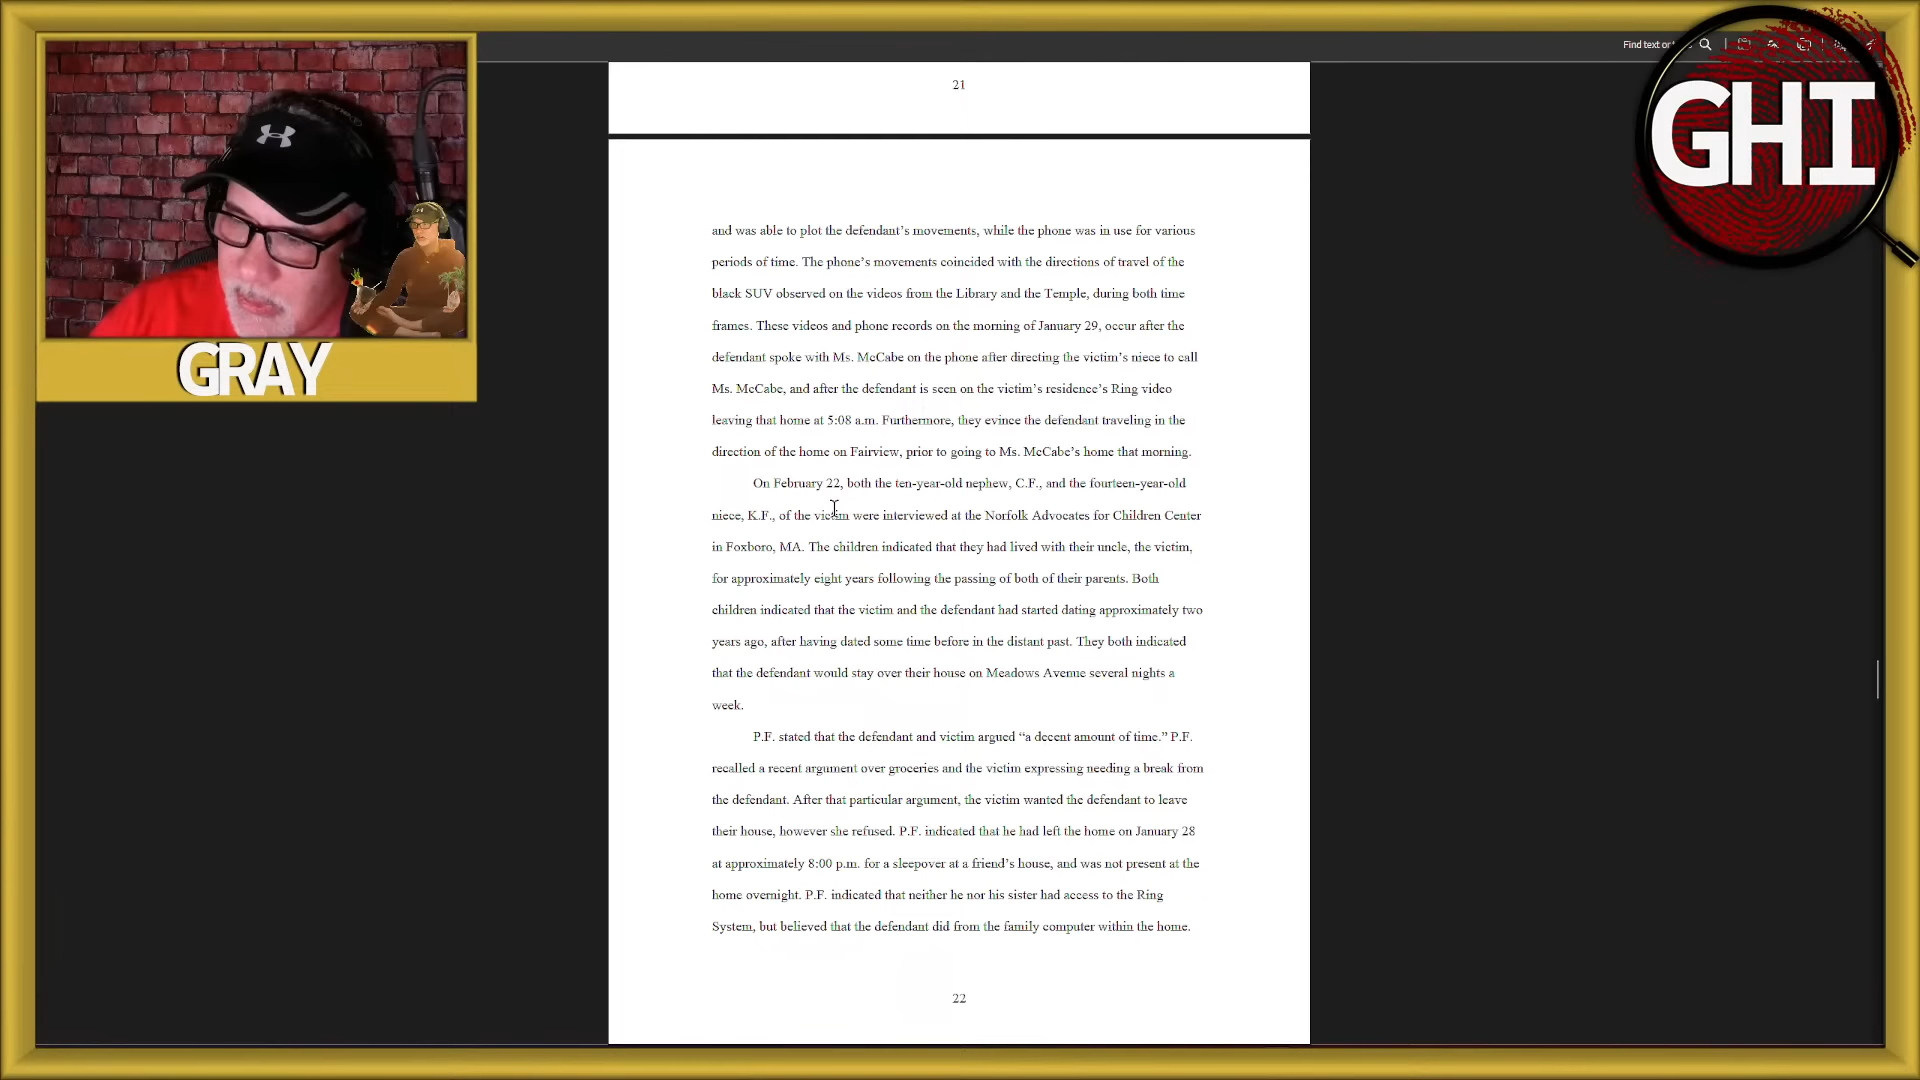 Find text or
GHI
GRAY
21
and was able to plot the defendant’s movements, while the phone was in use for various
periods of time. The phone’s movements coincided with the directions of travel of the
black SUV observed on the videos from the Library and the Temple, during both time
frames. These videos and phone records on the morning of January 29, occur after the
defendant spoke with Ms. McCabe on the phone after directing the victim’s niece to call
Ms. McCabe, and after the defendant is seen on the victim’s residence’s Ring video
leaving that home at 5:08 a.m. Furthermore, they evince the defendant traveling in the
direction of the home on Fairview, prior to going to Ms. McCabe’s home that morning.
On February 22, both the ten-year-old nephew, C.F., and the fourteen-year-old
niece, K.F., of the victim were interviewed at the Norfolk Advocates for Children Center
in Foxboro, MA. The children indicated that they had lived with their uncle, the victim,
for approximately eight years following the passing of both of their parents. Both
children indicated that the victim and the defendant had started dating approximately two
years ago, after having dated some time before in the distant past. They both indicated
that the defendant would stay over their house on Meadows Avenue several nights a
week.
P.F. stated that the defendant and victim argued “a decent amount of time.” P.F.
recalled a recent argument over groceries and the victim expressing needing a break from
the defendant. After that particular argument, the victim wanted the defendant to leave
their house, however she refused. P.F. indicated that he had left the home on January 28
at approximately 8:00 p.m. for a sleepover at a friend’s house, and was not present at the
home overnight. P.F. indicated that neither he nor his sister had access to the Ring
System, but believed that the defendant did from the family computer within the home.
22